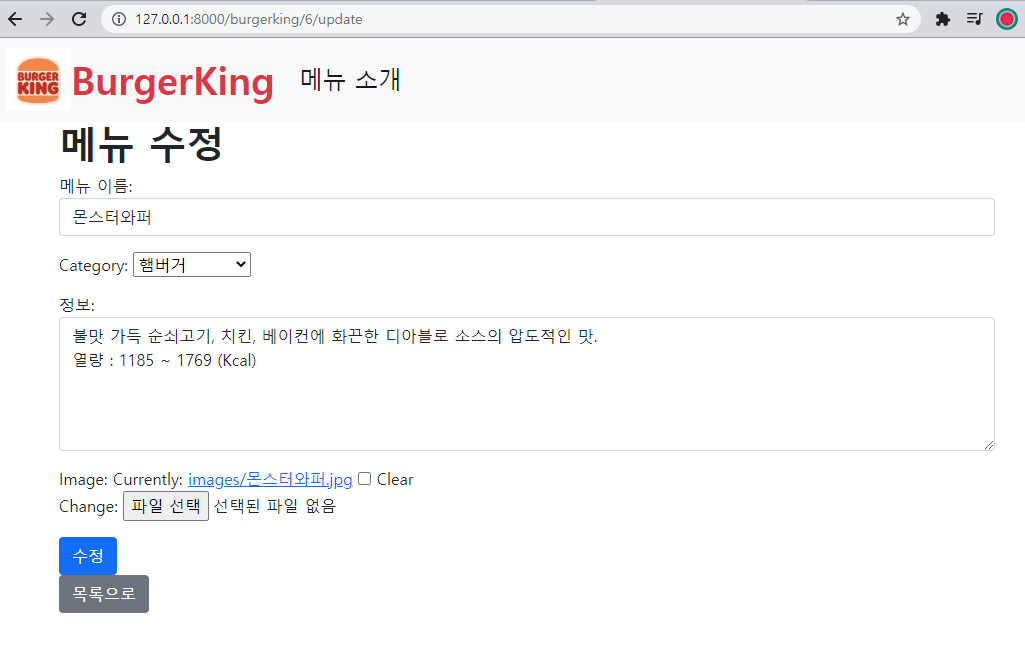 127.0.0.1:8000/burgerking/6/update
BURGER KING BurgerKing 메뉴 소개
메뉴 수정
메뉴 이름:
몬스터와퍼
Category: 햄버거
정보:
불맛 가득 순쇠고기, 치킨, 베이컨에 화끈한 디아블로 소스의 압도적인 맛.
열량 : 1185 ~ 1769 (Kcal)
Image: Currently: images/몬스터와퍼.jpg Clear
Change: 파일 선택 선택된 파일 없음
수정
목록으로